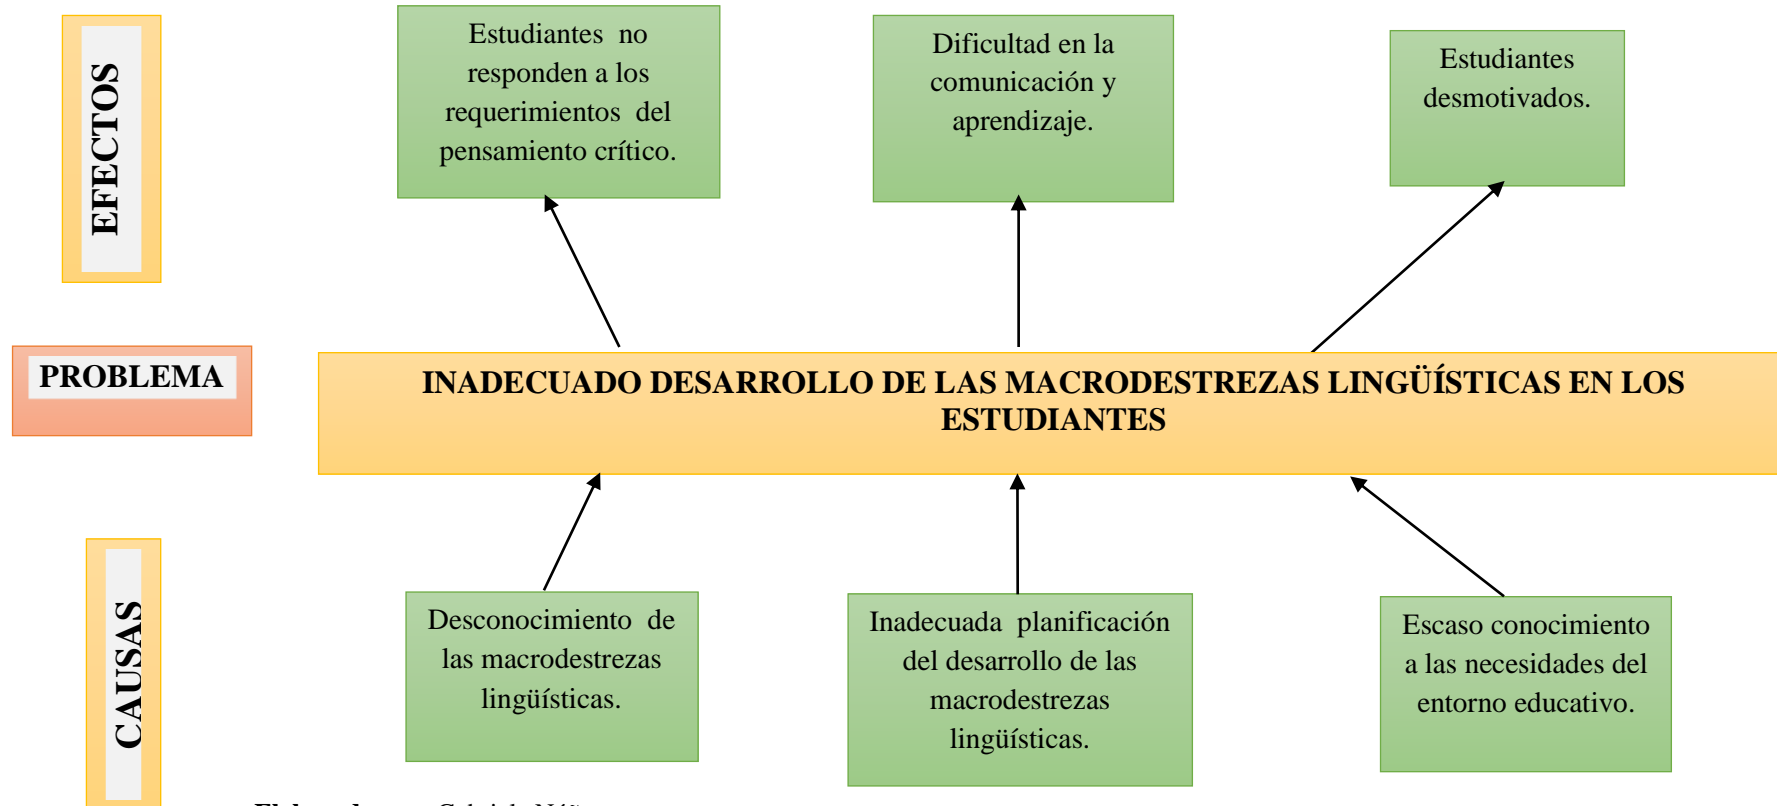 EFECTOS
Estudiantes no
responden a los
requerimientos del
pensamiento crítico.
Dificultad en la
comunicación y
aprendizaje.
Estudiantes
desmotivados.
PROBLEMA
INADECUADO DESARROLLO DE LAS MACRODESTREZAS LINGÜÍSTICAS EN LOS
ESTUDIANTES
CAUSAS
Desconocimiento de
las macrodestrezas
lingüísticas.
Inadecuada planificación
del desarrollo de las
macrodestrezas
lingüísticas.
Escaso conocimiento
a las necesidades del
entorno educativo.